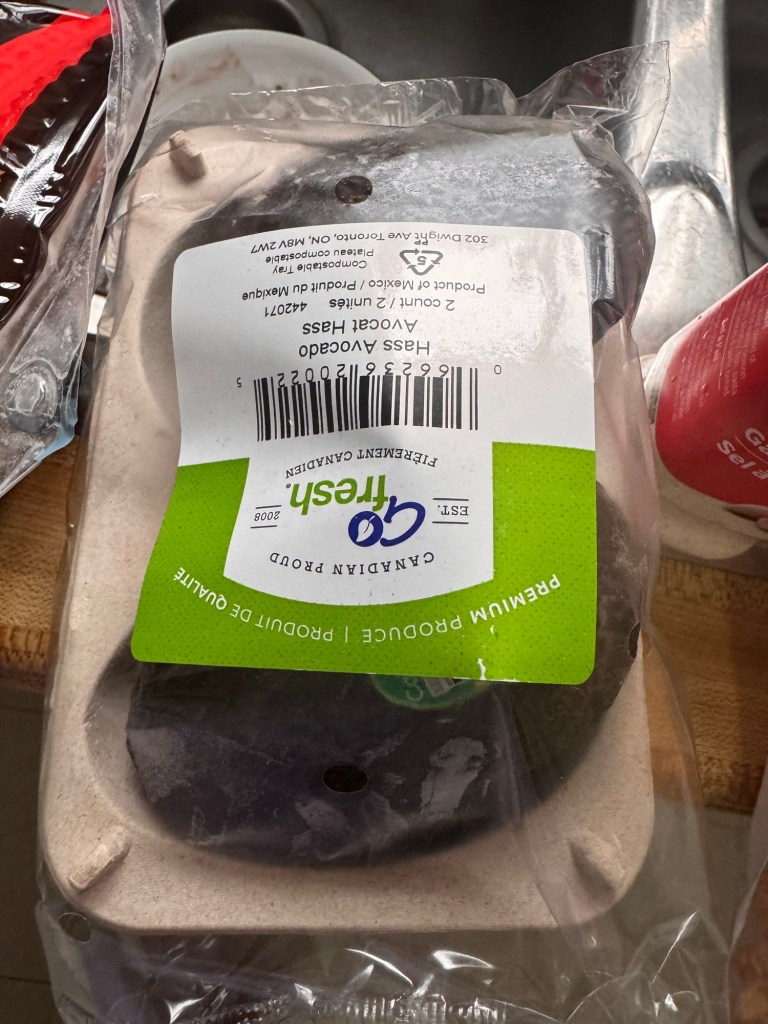 PREMIUM PRODUCE | PRODUIT DE QUALITÉ
CANADIAN PROUD
GO
fresh.
EST. 2008
FIÈREMENT CANADIEN
0 66236 20022 5
Hass Avocado
Avocat Hass
2 count / 2 unités 442071
Product of Mexico / Produit du Mexique
Compostable Tray
Plateau compostable
5
PP
302 Dwight Ave Toronto, ON, M8V 2W7